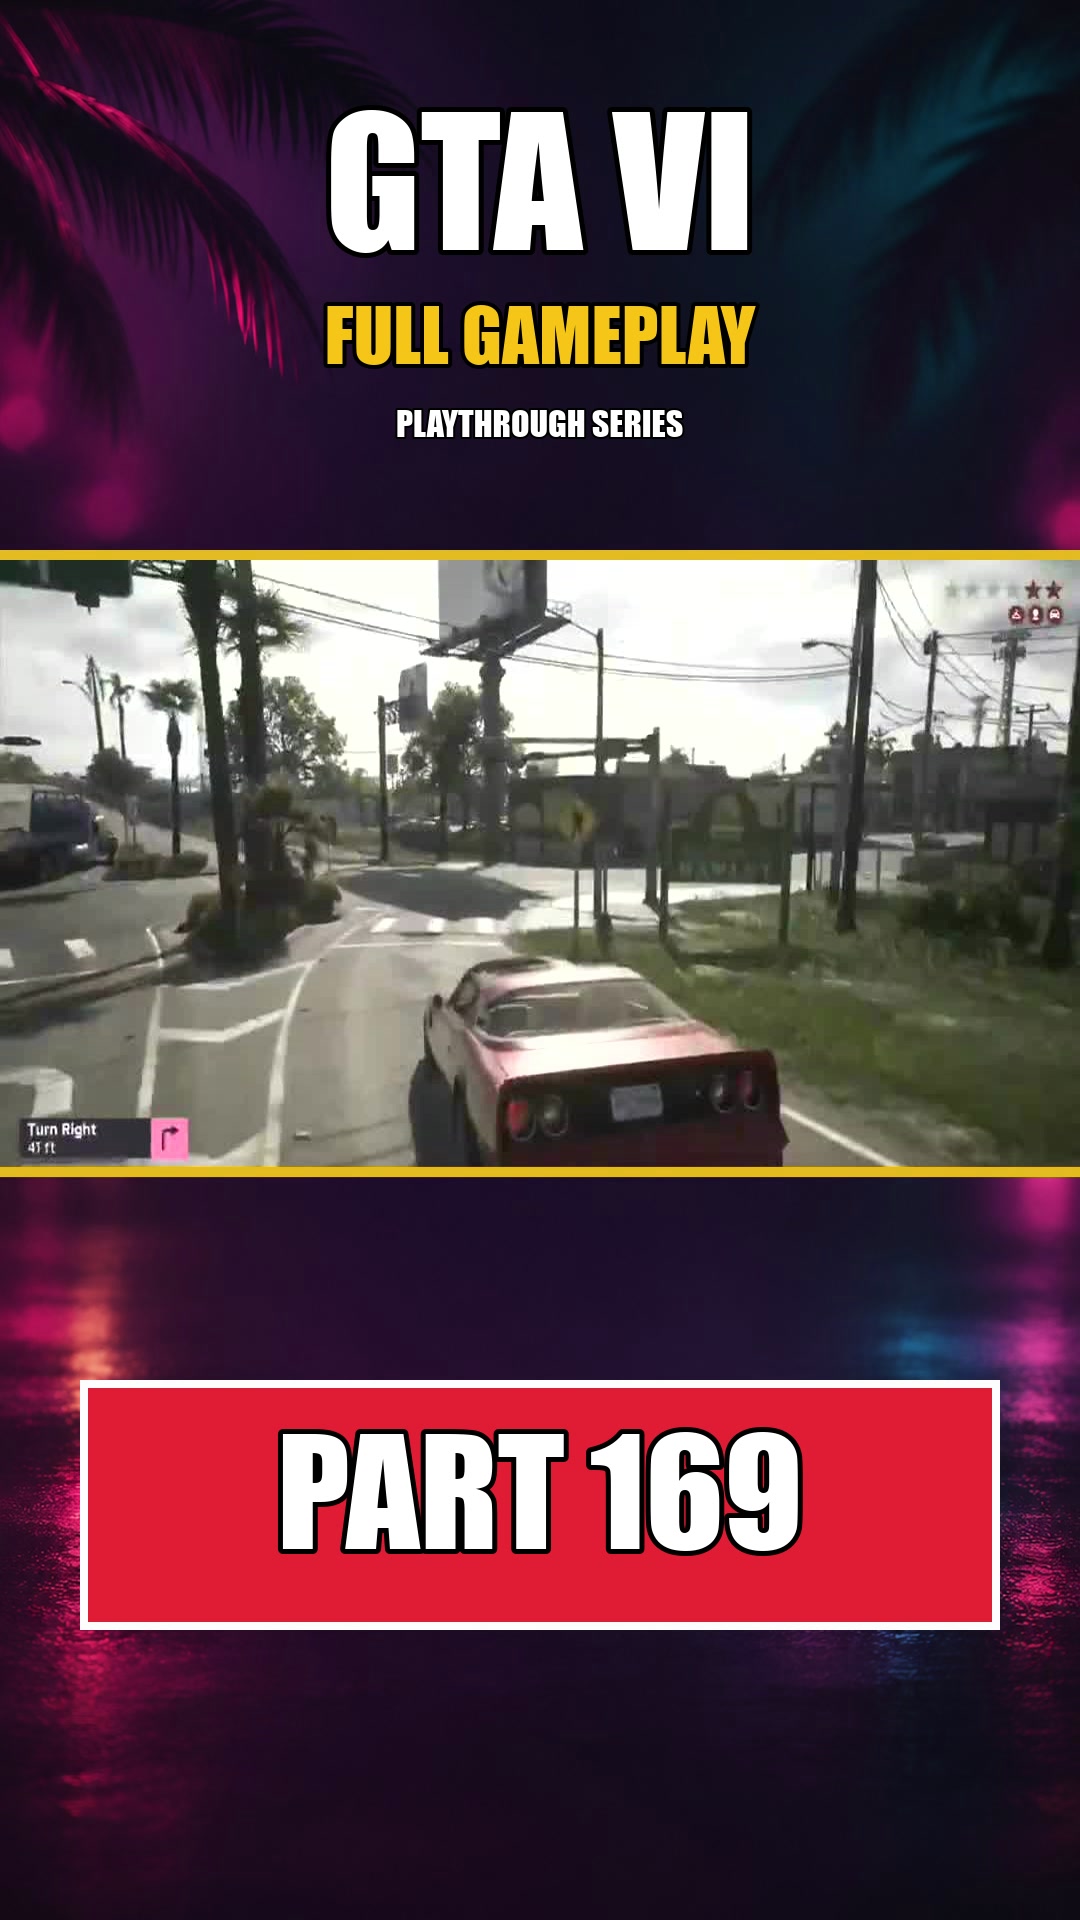 GTA VI
FULL GAMEPLAY
PLAYTHROUGH SERIES
Turn Right
41 ft
PART 169